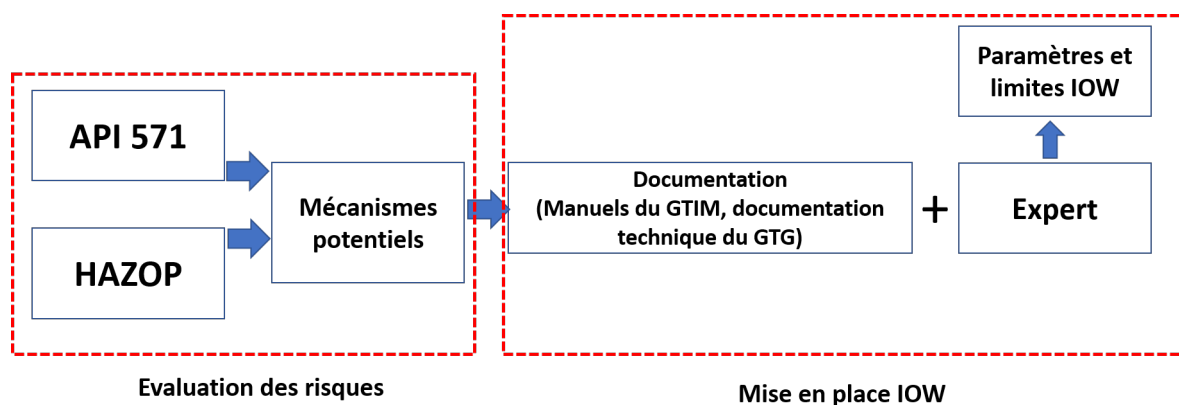 API 571
HAZOP
Mécanismes
potentiels
Documentation
(Manuels du GTIM, documentation
technique du GTG)
+
Expert
Paramètres et
limites IOW
Evaluation des risques
Mise en place IOW